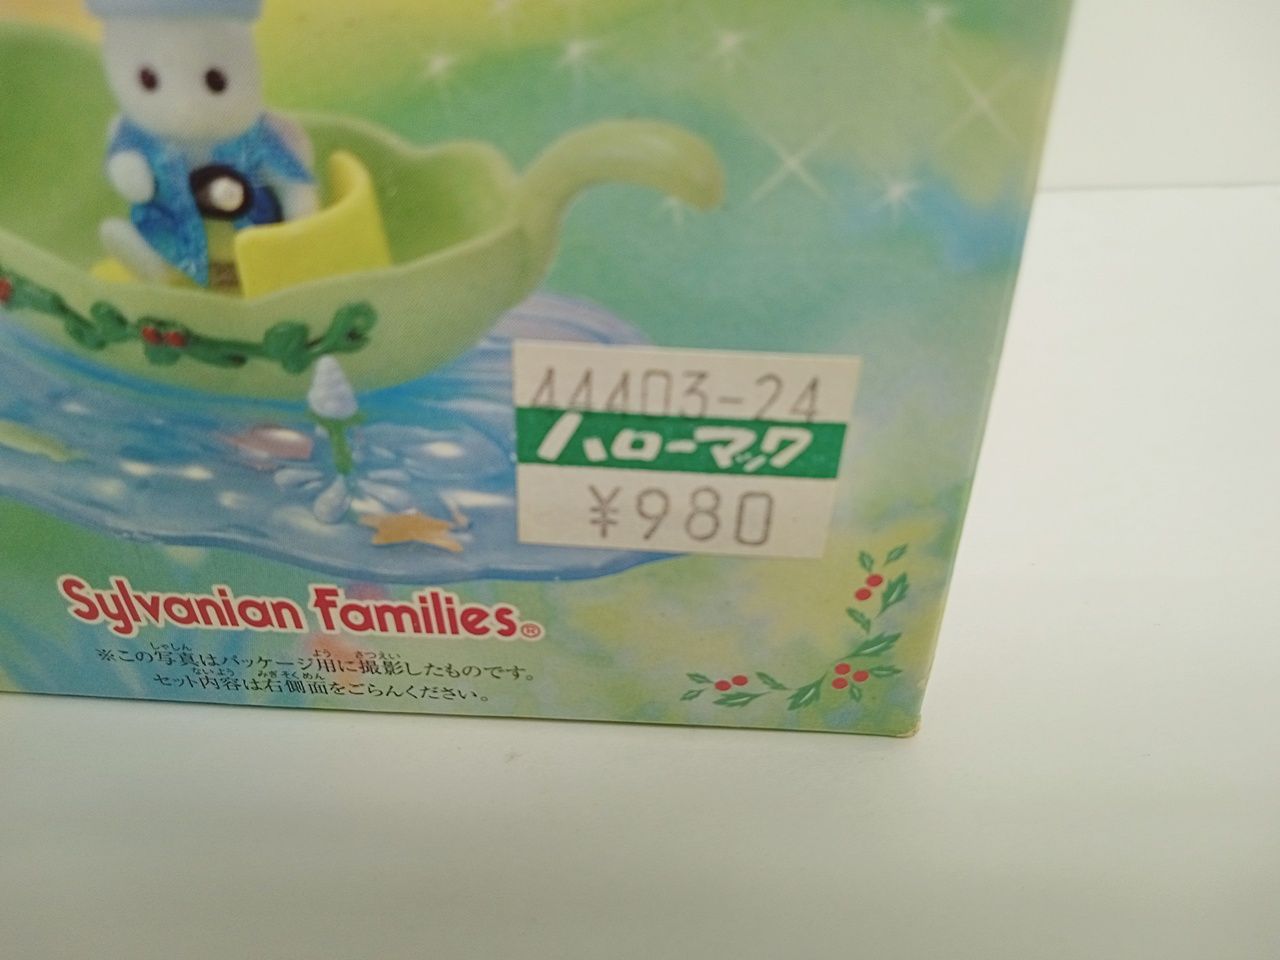 44403-24
ハローマック
¥980
Sylvanian Families®
※この写真はパッケージ用に撮影したものです。
セット内容は右側面をごらんください。